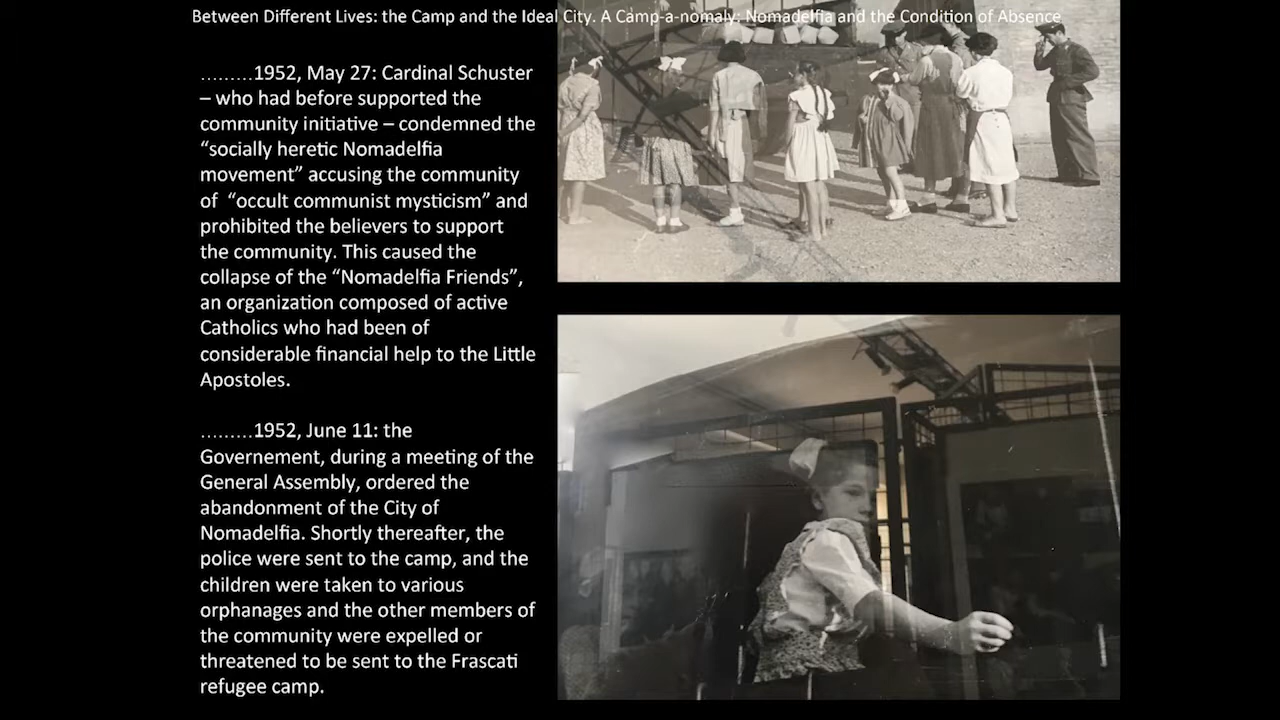 Between Different Lives: the Camp and the Ideal City. A Camp-a-nomaly: Nomadelfia and the Condition of Absence
.........1952, May 27: Cardinal Schuster
– who had before supported the
community initiative – condemned the
“socially heretic Nomadelfia
movement” accusing the community
of “occult communist mysticism” and
prohibited the believers to support
the community. This caused the
collapse of the “Nomadelfia Friends”,
an organization composed of active
Catholics who had been of
considerable financial help to the Little
Apostoles.
.........1952, June 11: the
Governement, during a meeting of the
General Assembly, ordered the
abandonment of the City of
Nomadelfia. Shortly thereafter, the
police were sent to the camp, and the
children were taken to various
orphanages and the other members of
the community were expelled or
threatened to be sent to the Frascati
refugee camp.